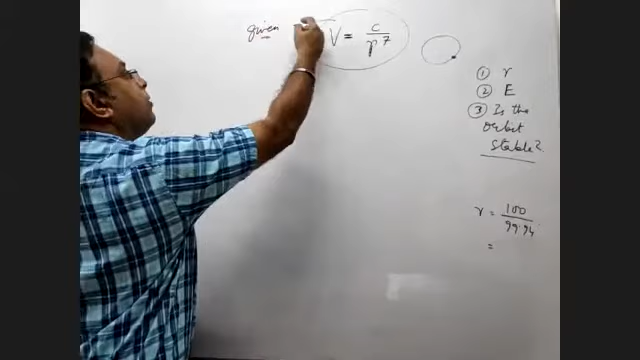 given V = c / r⁷
① r
② E
③ Is the
orbit
stable?
r = 100 / 99.94
=